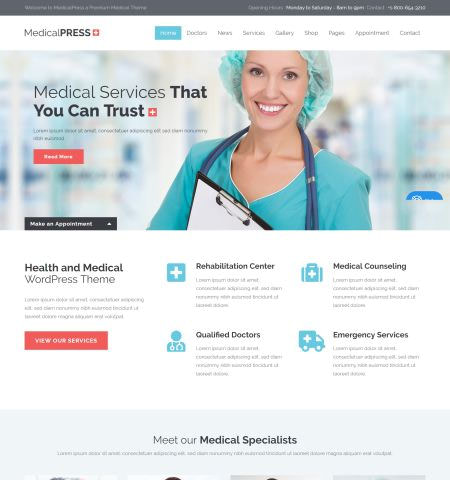 Welcome to MedicalPress a Premium Medical Theme
Opening Hours : Monday to Saturday - 8am to 9pm Contact : +1-800-654-3210
MedicalPRESS
Home Doctors News Services Gallery Shop Pages Appointment Contact
Medical Services That
You Can Trust
Lorem ipsum dolor sit amet, consectetuer adipiscing elit, sed diam nonummy nibh
euismod.
Read More
Make an Appointment
Health and Medical
WordPress Theme
Lorem ipsum dolor sit amet, consectetuer
adipiscing elit, sed diam nonummy nibh
euismod tincidunt ut laoreet.
VIEW OUR SERVICES
Rehabilitation Center
Lorem ipsum dolor sit amet,
consectetuer adipiscing elit, sed diam
nonummy nibh euismod tincidunt ut
laoreet dolore.
Medical Counseling
Lorem ipsum dolor sit amet,
consectetuer adipiscing elit, sed diam
nonummy nibh euismod tincidunt ut
laoreet dolore.
Qualified Doctors
Lorem ipsum dolor sit amet,
consectetuer adipiscing elit, sed diam
nonummy nibh euismod tincidunt ut
laoreet dolore.
Emergency Services
Lorem ipsum dolor sit amet,
consectetuer adipiscing elit, sed diam
nonummy nibh euismod tincidunt ut
laoreet dolore.
Meet our Medical Specialists
Lorem ipsum dolor sit amet, consectetuer adipiscing elit, sed diam nonummy nibh euismod tincidunt ut laoreet dolore.